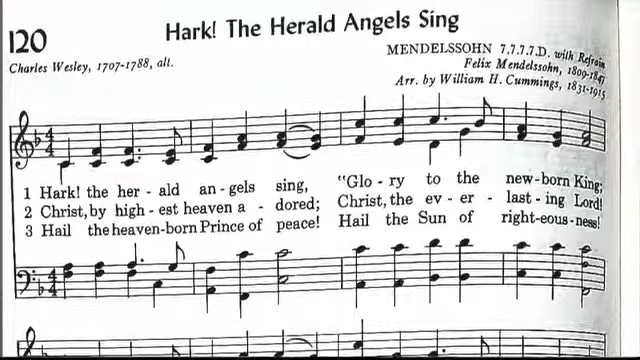 120
Hark! The Herald Angels Sing
MENDELSSOHN 7.7.7.7.D. with Refrain
Charles Wesley, 1707-1788, alt.
Felix Mendelssohn, 1809-1847
Arr. by William H. Cummings, 1831-1915
1 Hark! the her - ald an - gels sing, "Glo - ry to the new - born King;
2 Christ, by high - est heaven a - dored; Christ, the ev - er - last - ing Lord!
3 Hail the heaven-born Prince of peace! Hail the Sun of right-eous-ness!